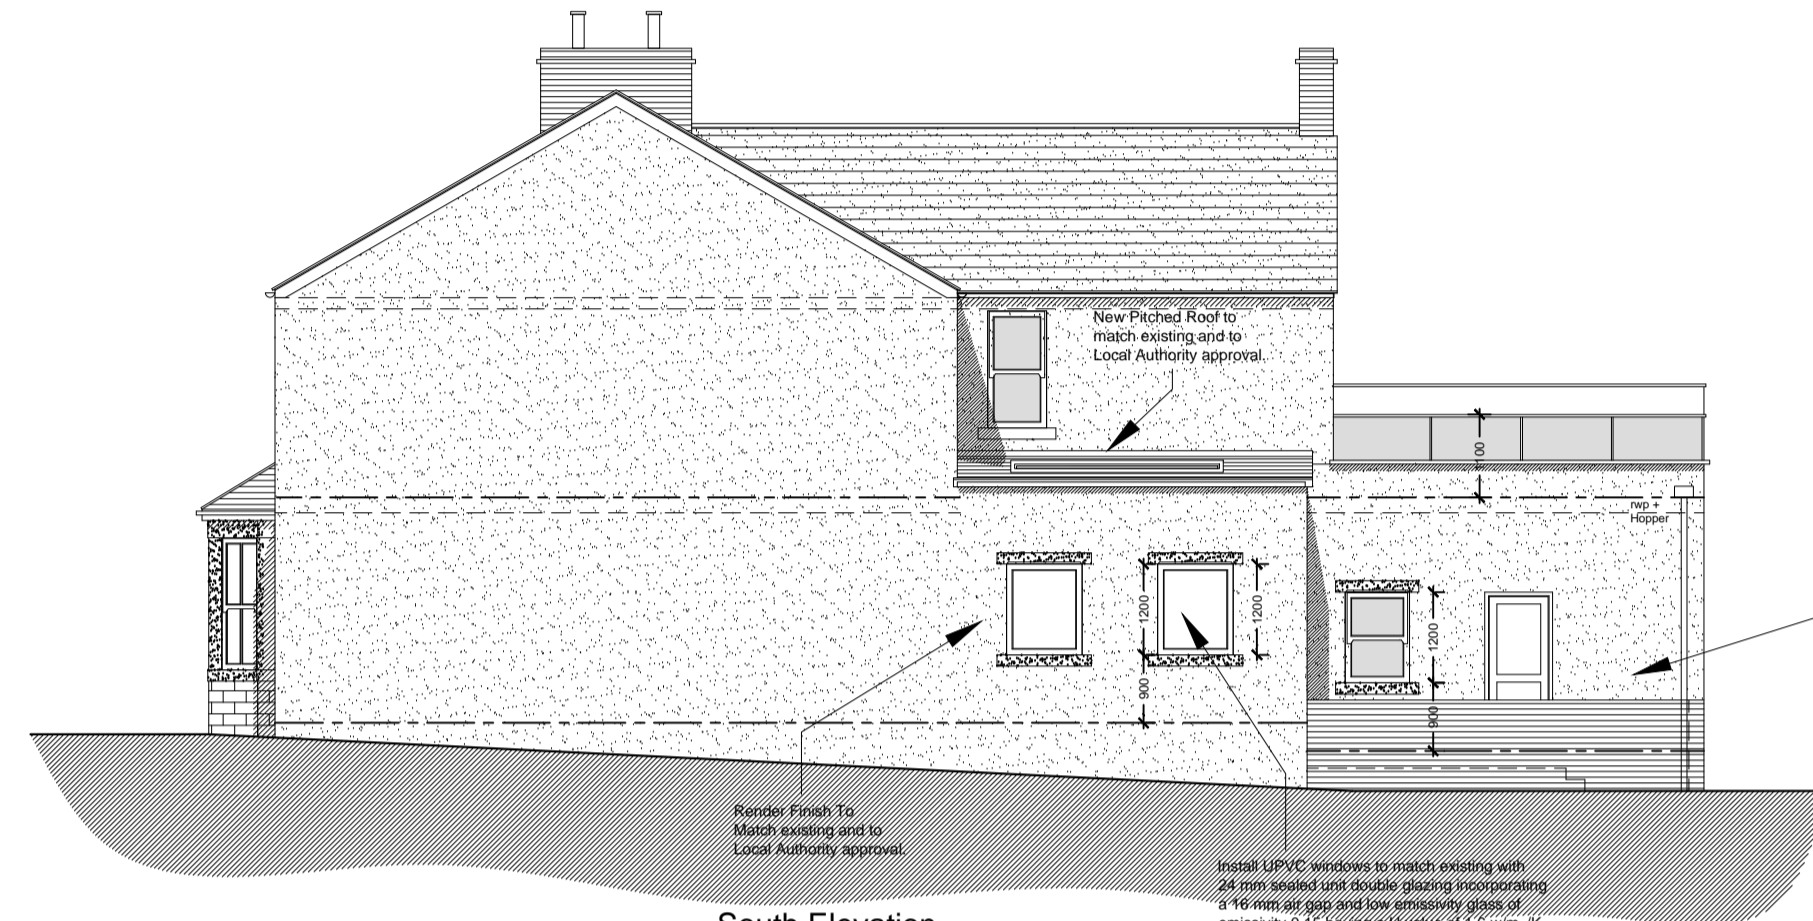 New Pitched Roof to
match existing and to
Local Authority approval.
1100
rwp +
Hopper
1200
1200
1200
900
900
Render Finish To
Match existing and to
Local Authority approval.
Install UPVC windows to match existing with
24 mm sealed unit double glazing incorporating
a 16 mm air gap and low emissivity glass of
South Elevation